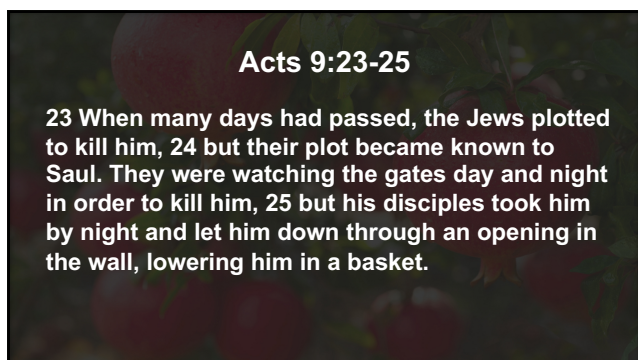 Acts 9:23-25
23 When many days had passed, the Jews plotted
to kill him, 24 but their plot became known to
Saul. They were watching the gates day and night
in order to kill him, 25 but his disciples took him
by night and let him down through an opening in
the wall, lowering him in a basket.